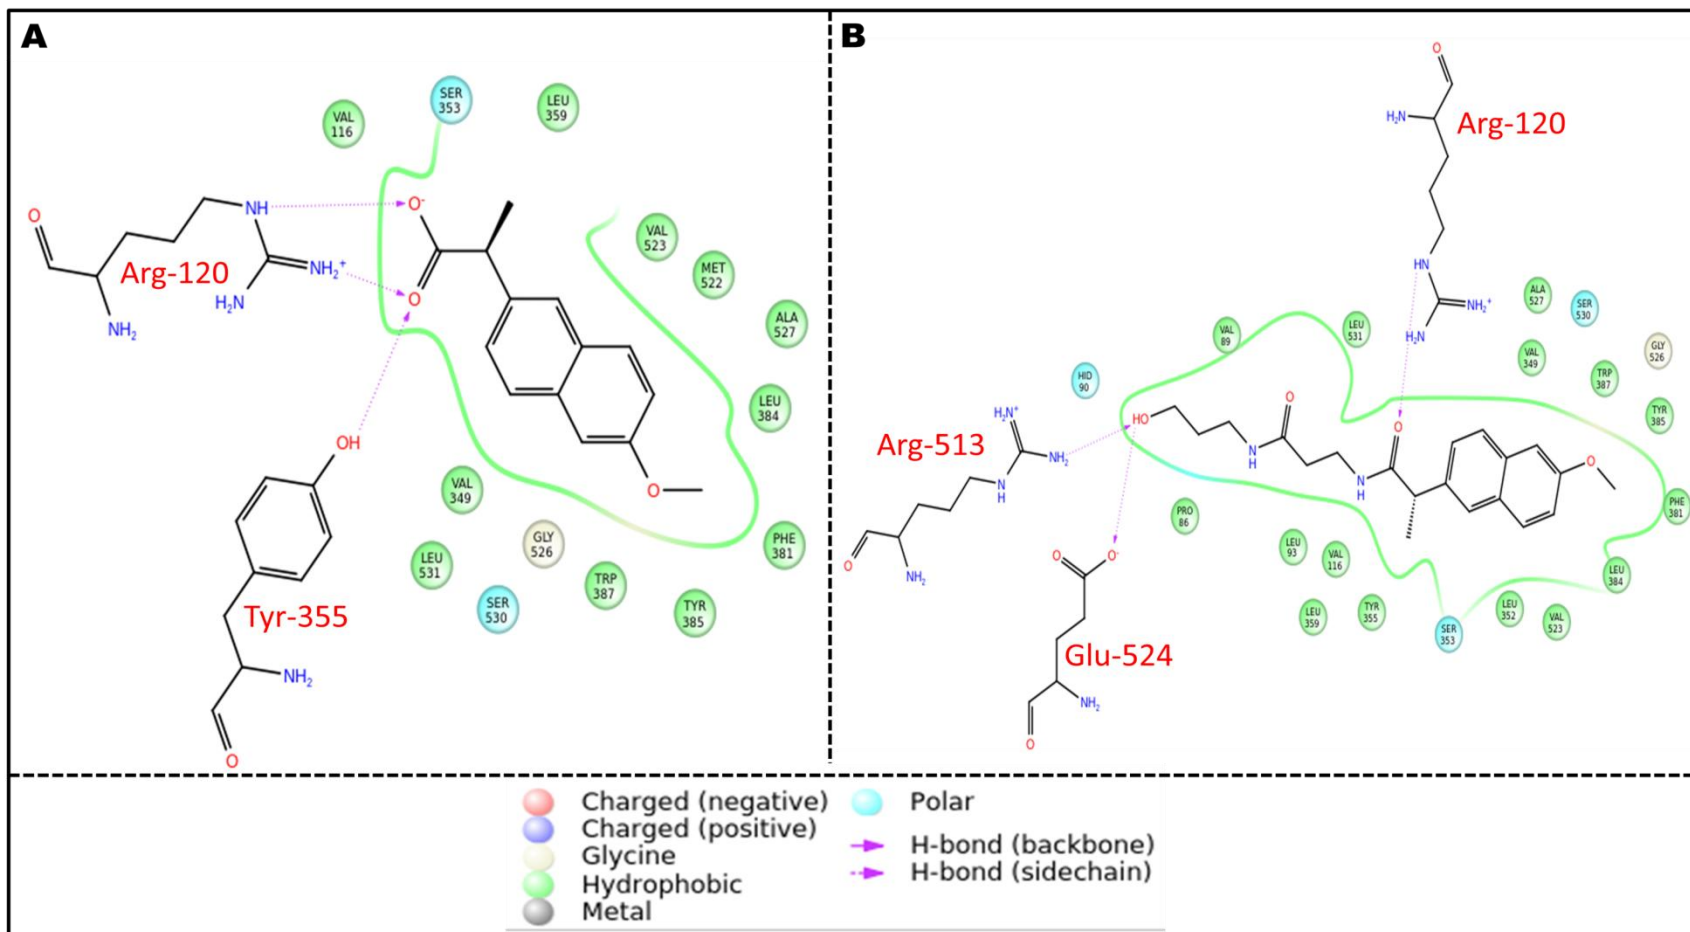 A
SER
353
LEU
359
VAL
116
O⁻
NH
O
VAL
523
Arg-120
NH₂⁺
MET
522
H₂N
O
NH₂
ALA
527
LEU
384
OH
VAL
349
O
GLY
526
PHE
381
LEU
531
TRP
387
SER
530
TYR
385
Tyr-355
NH₂
O
B
O
H₂N
Arg-120
HN
NH₂⁺
H₂N
ALA
527
SER
530
VAL
89
LEU
531
GLY
526
VAL
349
TRP
387
HID
90
TYR
385
H₂N⁺
HO
O
O
Arg-513
NH₂
N
H
N
H
O
N
H
PHE
381
PRO
86
LEU
93
VAL
116
O
NH₂
O
O⁻
LEU
384
LEU
359
TYR
355
LEU
352
VAL
523
SER
353
Glu-524
NH₂
O
Charged (negative)
Charged (positive)
Glycine
Hydrophobic
Metal
Polar
H-bond (backbone)
H-bond (sidechain)